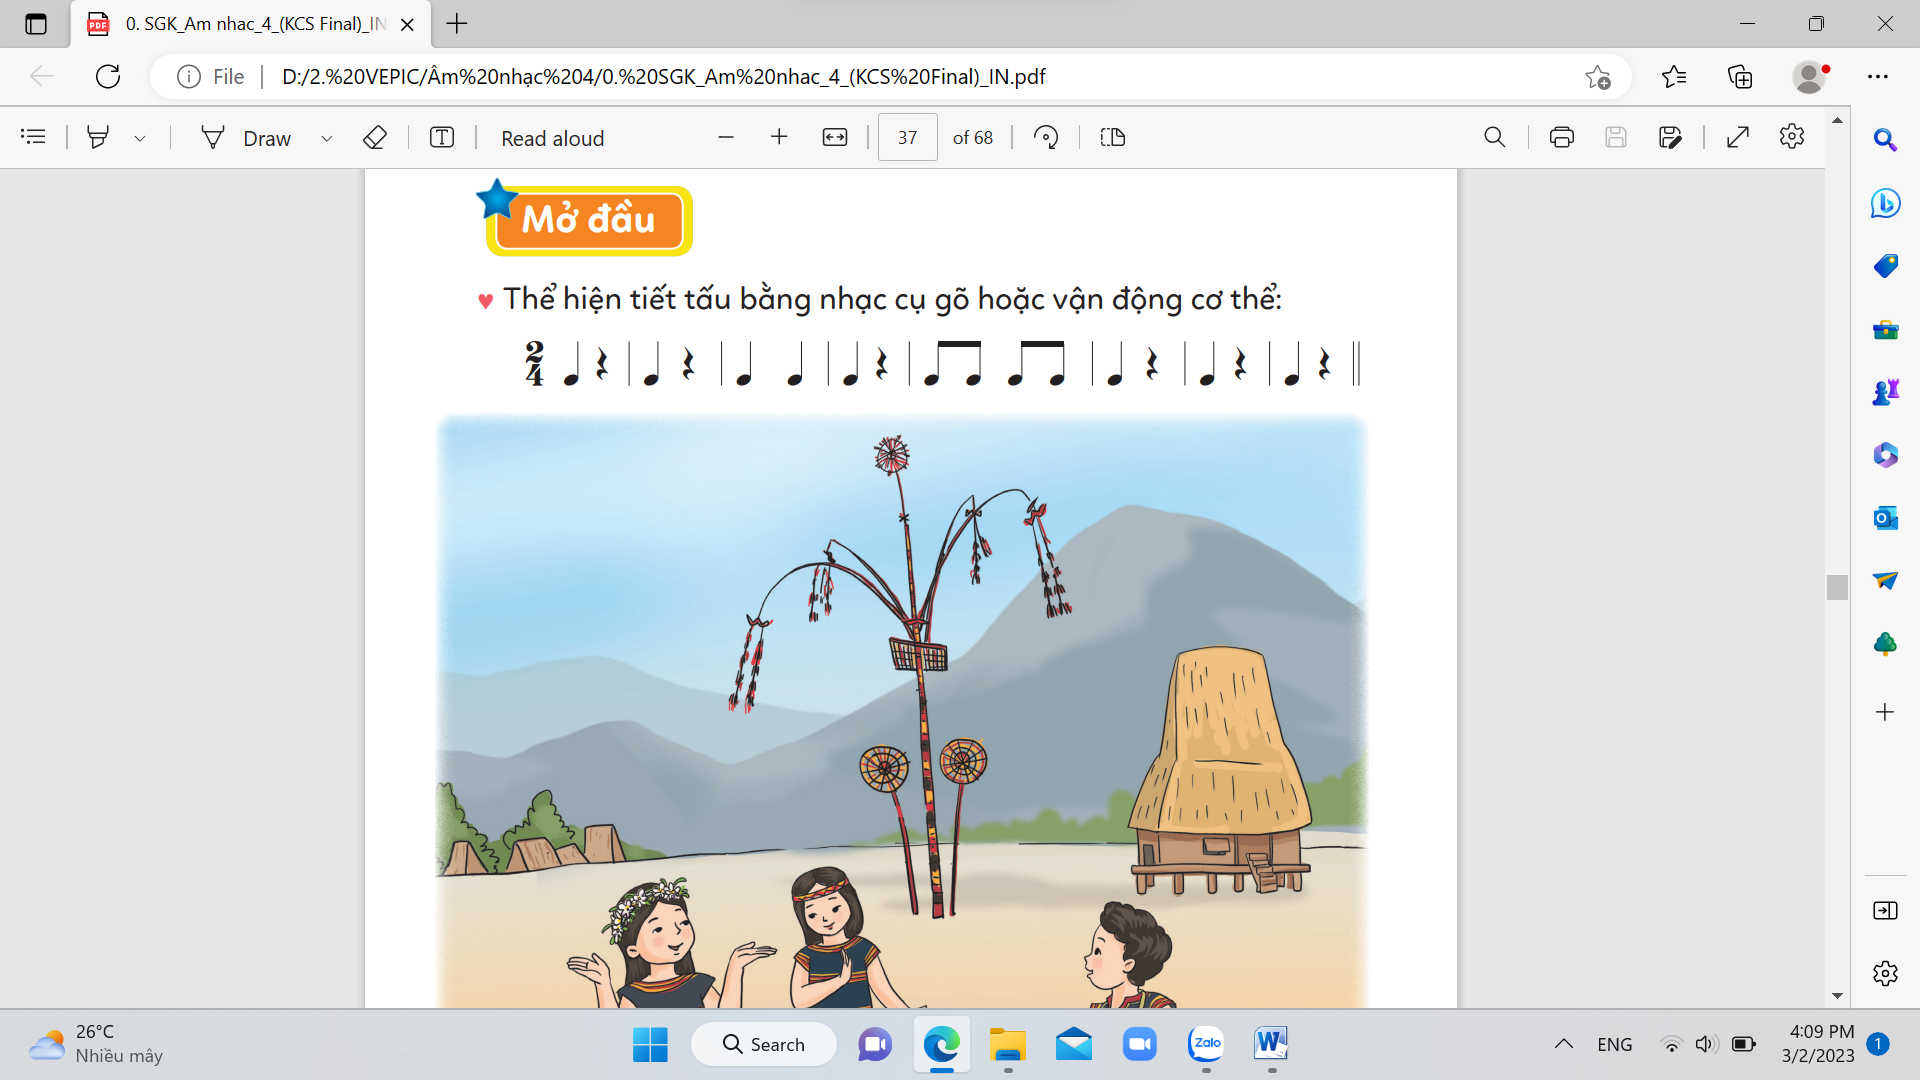 0. SGK_Am nhac_4_(KCS Final)_IN
File
D:/2.%20VEPIC/Âm%20nhạc%204/0.%20SGK_Am%20nhac_4_(KCS%20Final)_IN.pdf
Draw
Read aloud
37 of 68
Mở đầu
Thể hiện tiết tấu bằng nhạc cụ gõ hoặc vận động cơ thể:
2
4
26°C
Nhiều mây
Search
Zalo
ENG
4:09 PM
3/2/2023
1